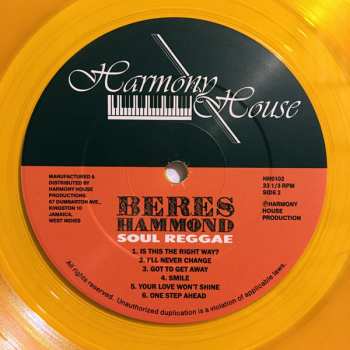 Harmony
House
MANUFACTURED &
DISTRIBUTED BY
HARMONY HOUSE
PRODUCTIONS.
67 DUMBARTON AVE.,
KINGSTON 10
JAMAICA,
WEST INDIES
HH0102
33 1/3 RPM
SIDE 2
℗HARMONY
HOUSE
PRODUCTION
BERES
HAMMOND
SOUL REGGAE
1. IS THIS THE RIGHT WAY?
2. I'LL NEVER CHANGE
3. GOT TO GET AWAY
4. SMILE
5. YOUR LOVE WON'T SHINE
6. ONE STEP AHEAD
All rights reserved. Unauthorized duplication is a violation of applicable laws.